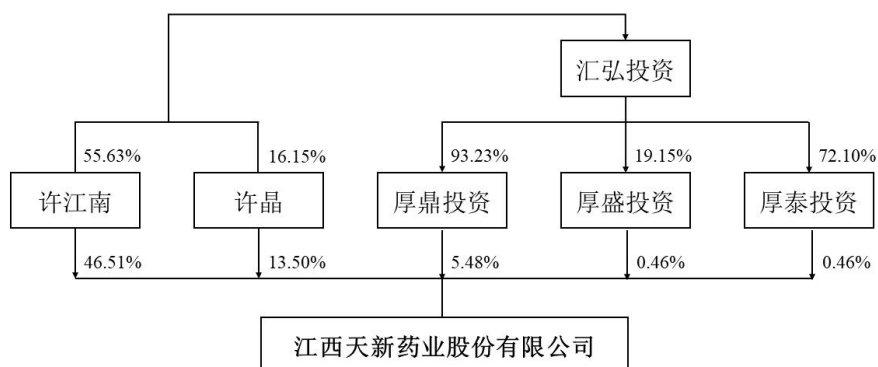 汇弘投资
55.63%
16.15%
93.23%
19.15%
72.10%
许江南
许晶
厚鼎投资
厚盛投资
厚泰投资
46.51%
13.50%
5.48%
0.46%
0.46%
江西天新药业股份有限公司